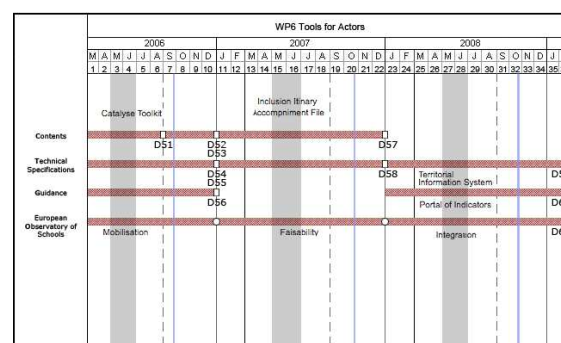 WP6 Tools for Actors
2006 2007 2008
M A M J J A S O N D J F M A M J J A S O N D J F M A M J J A S O N D J
1 2 3 4 5 6 7 8 9 10 11 12 13 14 15 16 17 18 19 20 21 22 23 24 25 26 27 28 29 30 31 32 33 34 35
Inclusion Itinary
Catalyse Toolkit Accompniment File
Contents
D51 D52 D57
D53
Technical
Specifications
D54 D58 Territorial
D55 Information System
Guidance
D56 Portal of Indicators
European
Observatory of
Schools
Mobilisation Faisability Integration